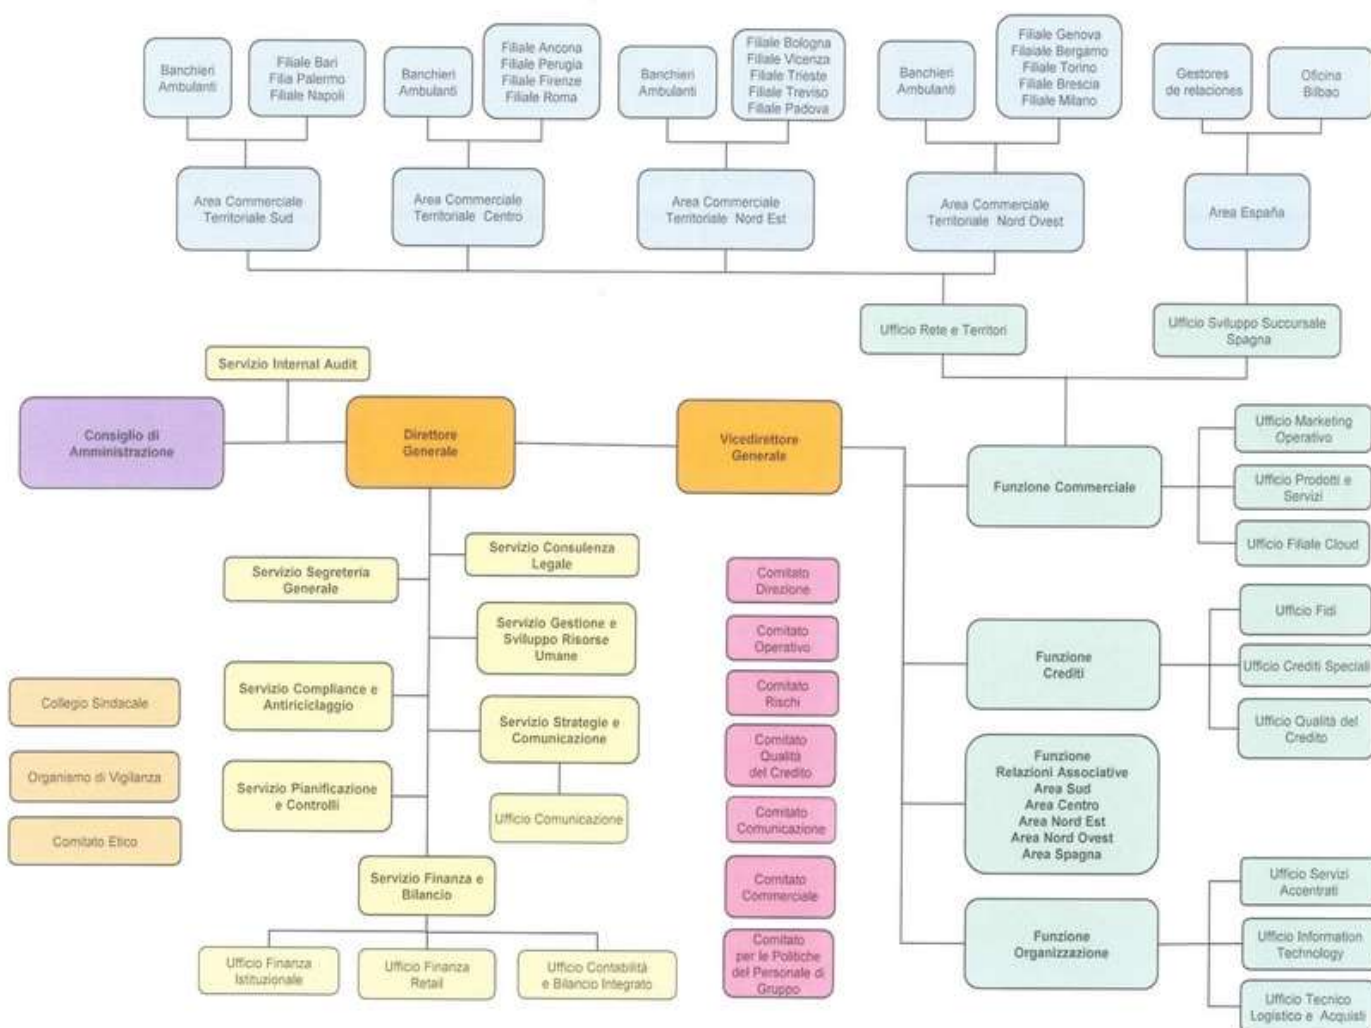 Banchieri
Ambulanti
Filiale Bari
Filia Palermo
Filiale Napoli
Banchieri
Ambulanti
Filiale Ancona
Filiale Perugia
Filiale Firenze
Filiale Roma
Banchieri
Ambulanti
Filiale Bologna
Filiale Vicenza
Filiale Trieste
Filiale Treviso
Filiale Padova
Banchieri
Ambulanti
Filiale Genova
Filaiale Bergamo
Filiale Torino
Filiale Brescia
Filiale Milano
Gestores
de relaciones
Oficina
Bilbao
Area Commerciale
Territoriale Sud
Area Commerciale
Territoriale Centro
Area Commerciale
Territoriale Nord Est
Area Commerciale
Territoriale Nord Ovest
Area España
Ufficio Rete e Territori
Ufficio Sviluppo Succursale
Spagna
Servizio Internal Audit
Consiglio di
Amministrazione
Direttore
Generale
Vicedirettore
Generale
Funzione Commerciale
Ufficio Marketing
Operativo
Ufficio Prodotti e
Servizi
Ufficio Filiale Cloud
Servizio Consulenza
Legale
Servizio Segreteria
Generale
Servizio Gestione e
Sviluppo Risorse
Umane
Servizio Compliance e
Antiriciclaggio
Servizio Strategie e
Comunicazione
Servizio Pianificazione
e Controlli
Ufficio Comunicazione
Servizio Finanza e
Bilancio
Ufficio Finanza
Istituzionale
Ufficio Finanza
Retail
Ufficio Contabilità
e Bilancio Integrato
Collegio Sindacale
Organismo di Vigilanza
Comitato Etico
Comitato
Direzione
Comitato
Operativo
Comitato
Rischi
Comitato
Qualità
del Credito
Comitato
Comunicazione
Comitato
Commerciale
Comitato
per le Politiche
del Personale di
Gruppo
Funzione
Crediti
Ufficio Fidi
Ufficio Crediti Speciali
Ufficio Qualità del
Credito
Funzione
Relazioni Associative
Area Sud
Area Centro
Area Nord Est
Area Nord Ovest
Area Spagna
Funzione
Organizzazione
Ufficio Servizi
Accentrati
Ufficio Information
Technology
Ufficio Tecnico
Logistico e Acquisti